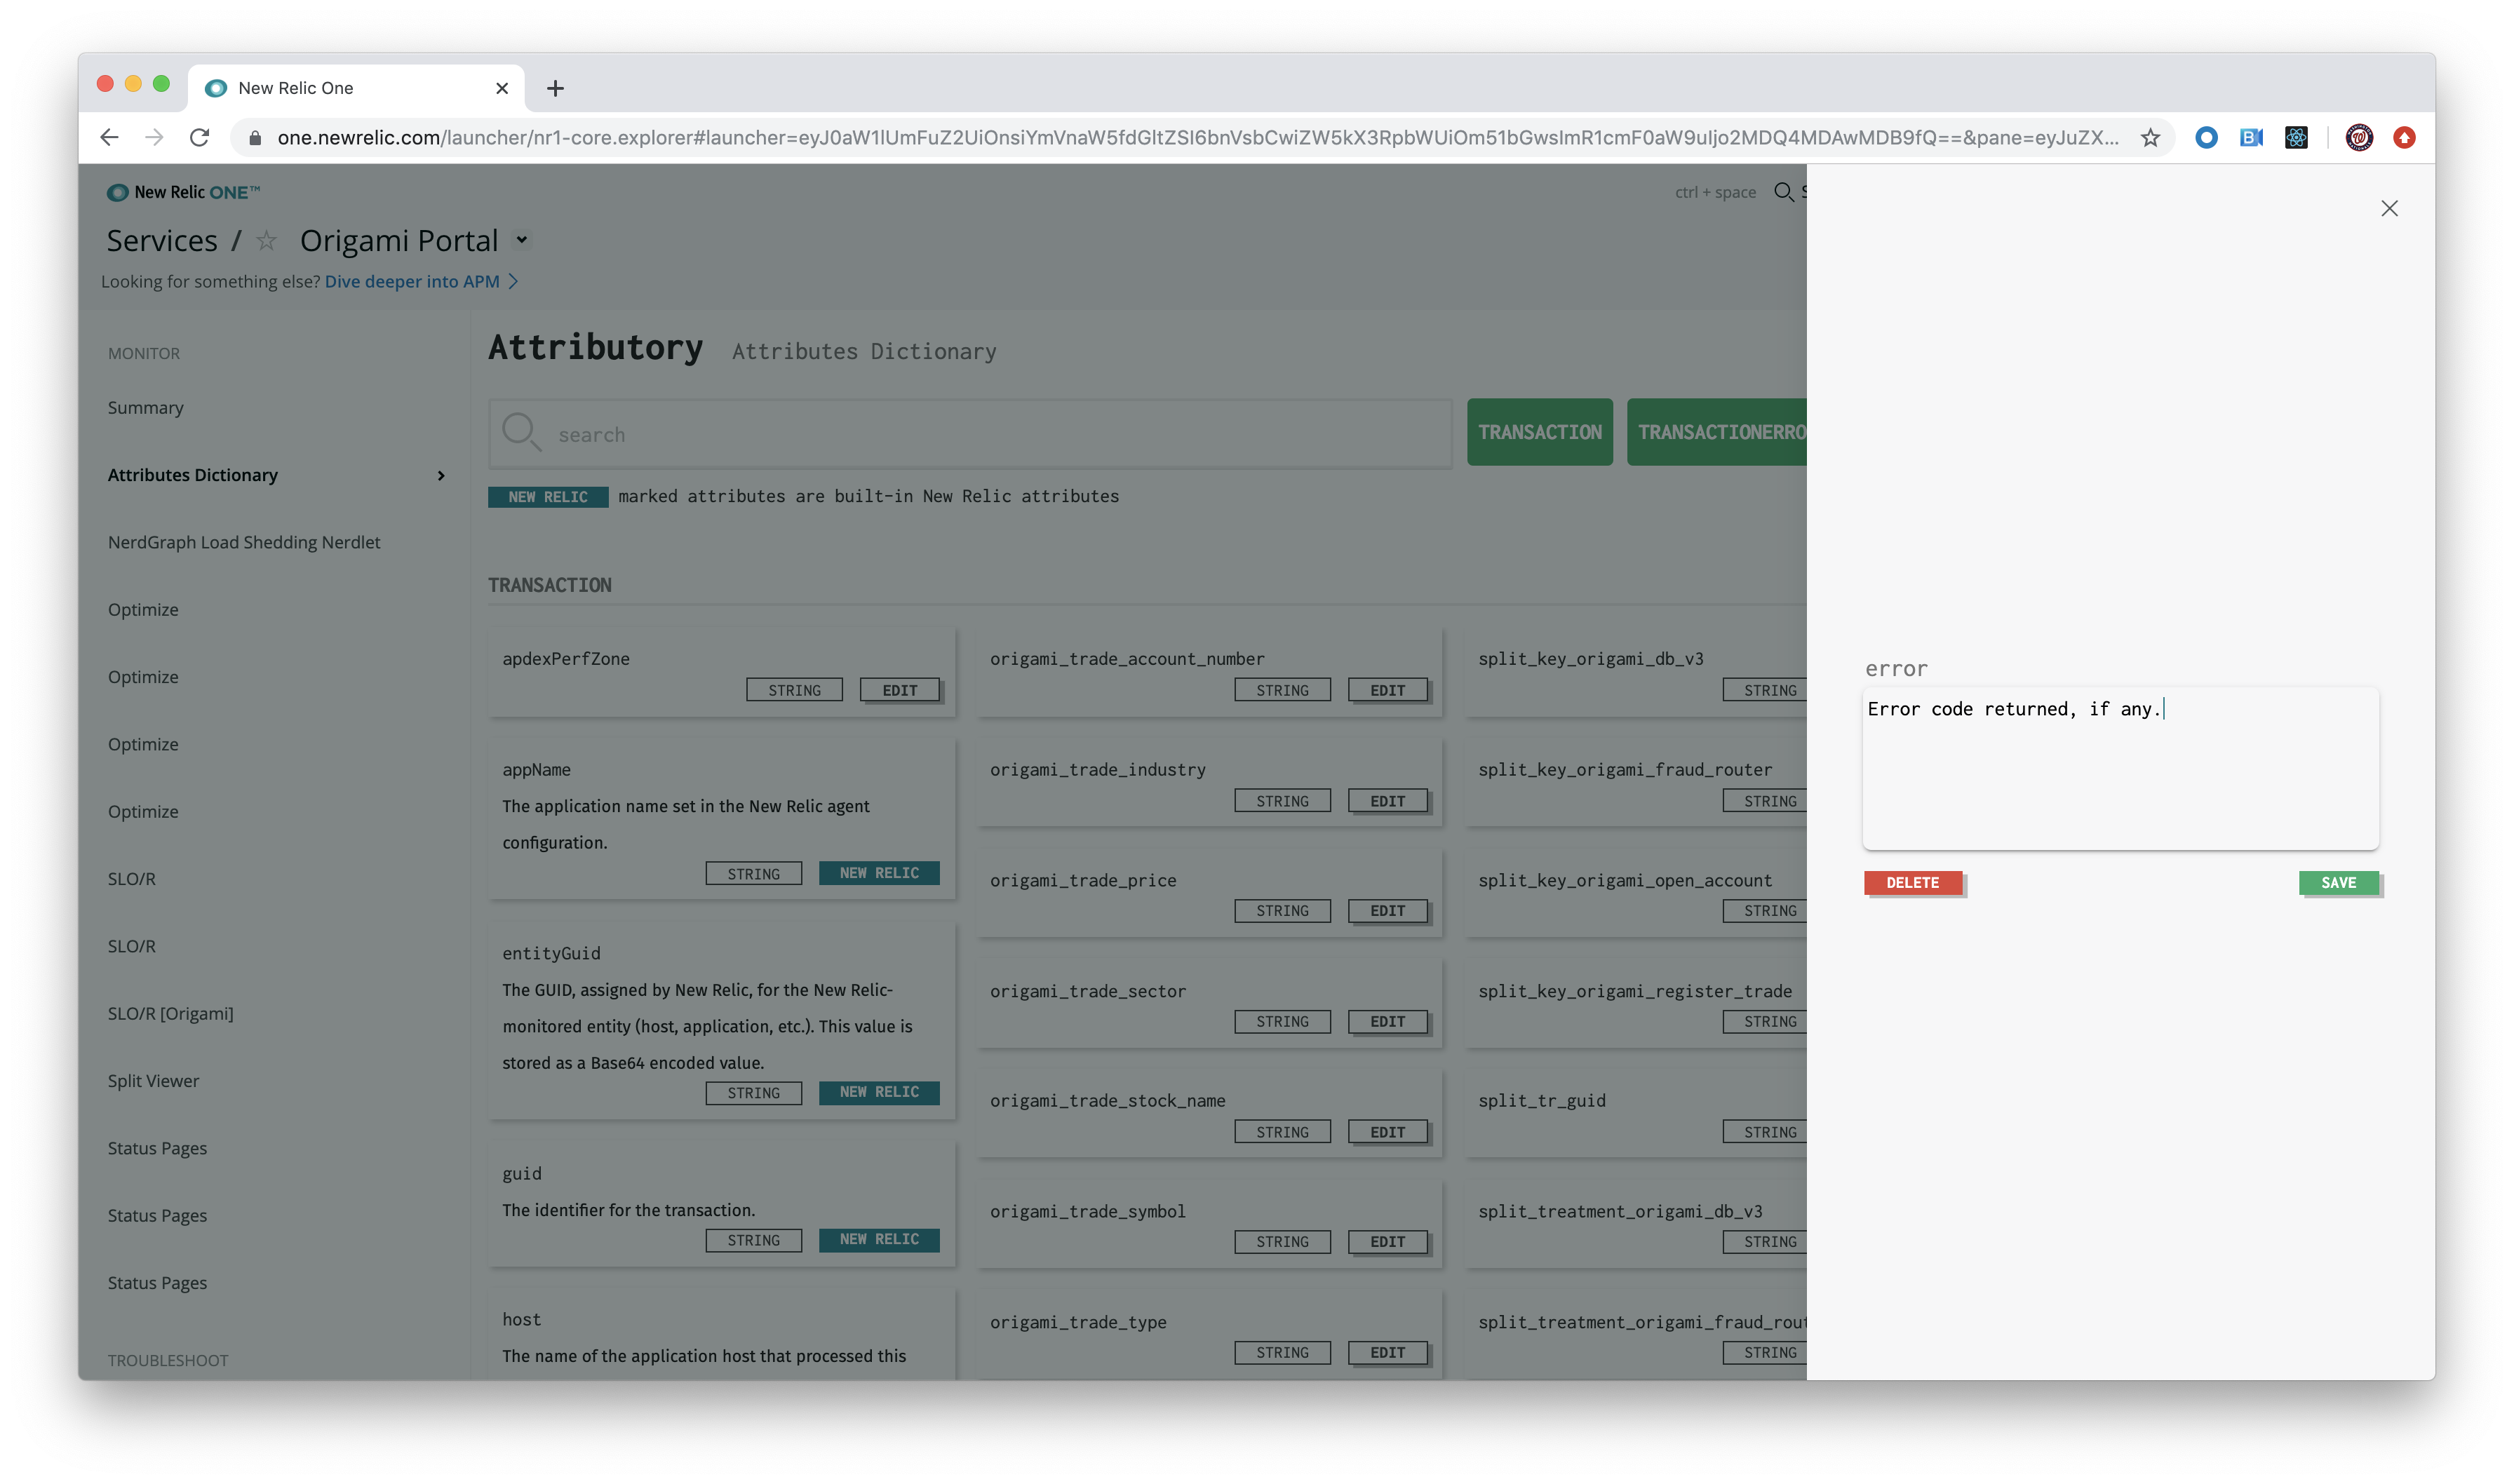 New Relic One
one.newrelic.com/launcher/nr1-core.explorer#launcher=eyJ0aW1lUmFuZ2UiOnsiYmVnaW5fdGltZSI6bnVsbCwiZW5kX3RpbWUiOm51bGwsImR1cmF0aW9uIjo2MDQ4MDAwMDB9fQ==&pane=eyJuZX...
New Relic ONE™
ctrl + space
S
Services / Origami Portal
Looking for something else? Dive deeper into APM
MONITOR
Summary
Attributes Dictionary
NerdGraph Load Shedding Nerdlet
Optimize
Optimize
Optimize
Optimize
SLO/R
SLO/R
SLO/R [Origami]
Split Viewer
Status Pages
Status Pages
Status Pages
TROUBLESHOOT
Attributory Attributes Dictionary
search
TRANSACTION
TRANSACTIONERRO
NEW RELIC marked attributes are built-in New Relic attributes
TRANSACTION
apdexPerfZone
STRING EDIT
appName
The application name set in the New Relic agent
configuration.
STRING NEW RELIC
entityGuid
The GUID, assigned by New Relic, for the New Relic-
monitored entity (host, application, etc.). This value is
stored as a Base64 encoded value.
STRING NEW RELIC
guid
The identifier for the transaction.
STRING NEW RELIC
host
The name of the application host that processed this
origami_trade_account_number
STRING EDIT
origami_trade_industry
STRING EDIT
origami_trade_price
STRING EDIT
origami_trade_sector
STRING EDIT
origami_trade_stock_name
STRING EDIT
origami_trade_symbol
STRING EDIT
origami_trade_type
STRING EDIT
split_key_origami_db_v3
STRING
split_key_origami_fraud_router
STRING
split_key_origami_open_account
STRING
split_key_origami_register_trade
STRING
split_tr_guid
STRING
split_treatment_origami_db_v3
STRING
split_treatment_origami_fraud_rout
STRING
error
Error code returned, if any.
DELETE
SAVE